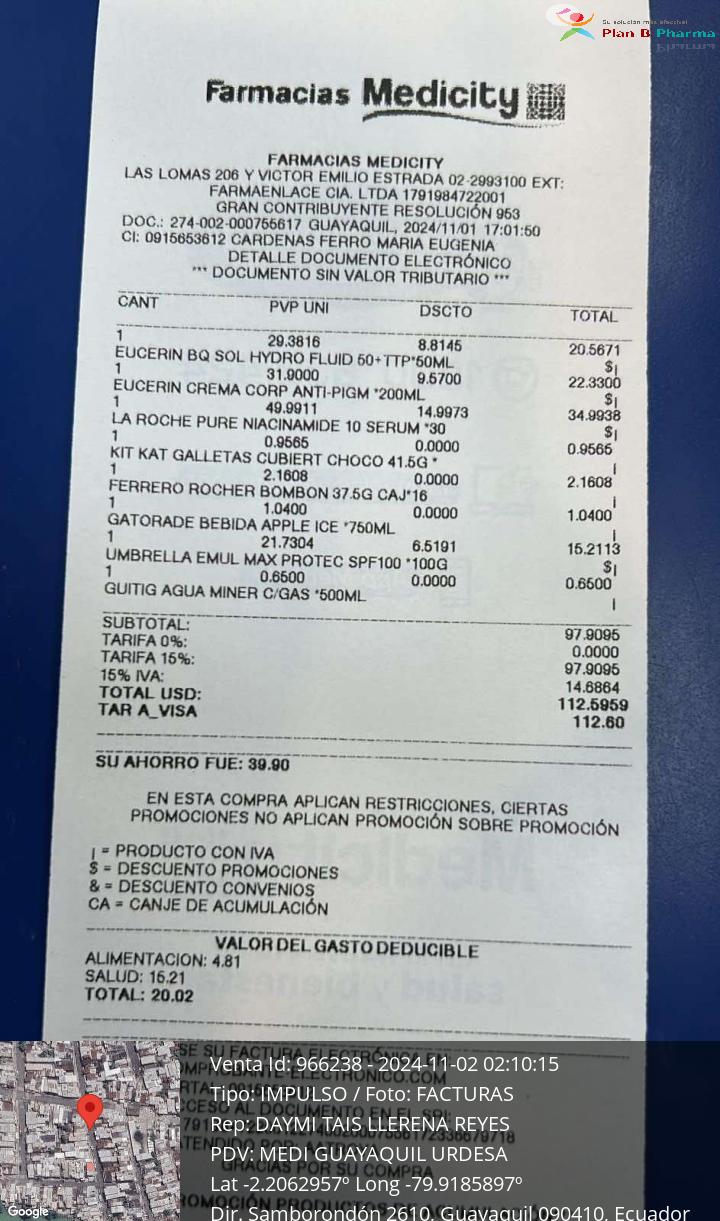 Su solución más efectiva!
Plan B Pharma
Farmacias Medicity
FARMACIAS MEDICITY
LAS LOMAS 206 Y VICTOR EMILIO ESTRADA 02-2993100 EXT:
FARMAENLACE CIA. LTDA 1791984722001
GRAN CONTRIBUYENTE RESOLUCIÓN 953
DOC.: 274-002-000755617 GUAYAQUIL, 2024/11/01 17:01:50
CI: 0915653612 CARDENAS FERRO MARIA EUGENIA
DETALLE DOCUMENTO ELECTRÓNICO
*** DOCUMENTO SIN VALOR TRIBUTARIO ***
CANT PVP UNI DSCTO TOTAL
1 29.3816 8.8145 20.5671
EUCERIN BQ SOL HYDRO FLUID 50+TTP*50ML $¡
1 31.9000 9.5700 22.3300
EUCERIN CREMA CORP ANTI-PIGM *200ML $¡
1 49.9911 14.9973 34.9938
LA ROCHE PURE NIACINAMIDE 10 SERUM *30 $¡
1 0.9565 0.0000 0.9565
KIT KAT GALLETAS CUBIERT CHOCO 41.5G * ¡
1 2.1608 0.0000 2.1608
FERRERO ROCHER BOMBON 37.5G CAJ*16 ¡
1 1.0400 0.0000 1.0400
GATORADE BEBIDA APPLE ICE *750ML ¡
1 21.7304 6.5191 15.2113
UMBRELLA EMUL MAX PROTEC SPF100 *100G $¡
1 0.6500 0.0000 0.6500
GUITIG AGUA MINER C/GAS *500ML ¡
SUBTOTAL: 97.9095
TARIFA 0%: 0.0000
TARIFA 15%: 97.9095
15% IVA: 14.6864
TOTAL USD: 112.5959
TAR A_VISA 112.60
SU AHORRO FUE: 39.90
EN ESTA COMPRA APLICAN RESTRICCIONES, CIERTAS
PROMOCIONES NO APLICAN PROMOCIÓN SOBRE PROMOCIÓN
¡ = PRODUCTO CON IVA
$ = DESCUENTO PROMOCIONES
& = DESCUENTO CONVENIOS
CA = CANJE DE ACUMULACIÓN
VALOR DEL GASTO DEDUCIBLE
ALIMENTACION: 4.81
SALUD: 15.21
TOTAL: 20.02
SE SU FACTURA ELECTRÓNICA EN
GRACIAS POR SU COMPRA
Venta Id: 966238 - 2024-11-02 02:10:15
Tipo: IMPULSO / Foto: FACTURAS
Rep: DAYMI TAIS LLERENA REYES
PDV: MEDI GUAYAQUIL URDESA
Lat -2.2062957º Long -79.9185897º
Dir. Samborondón 2610, Guayaquil 090410, Ecuador
Google